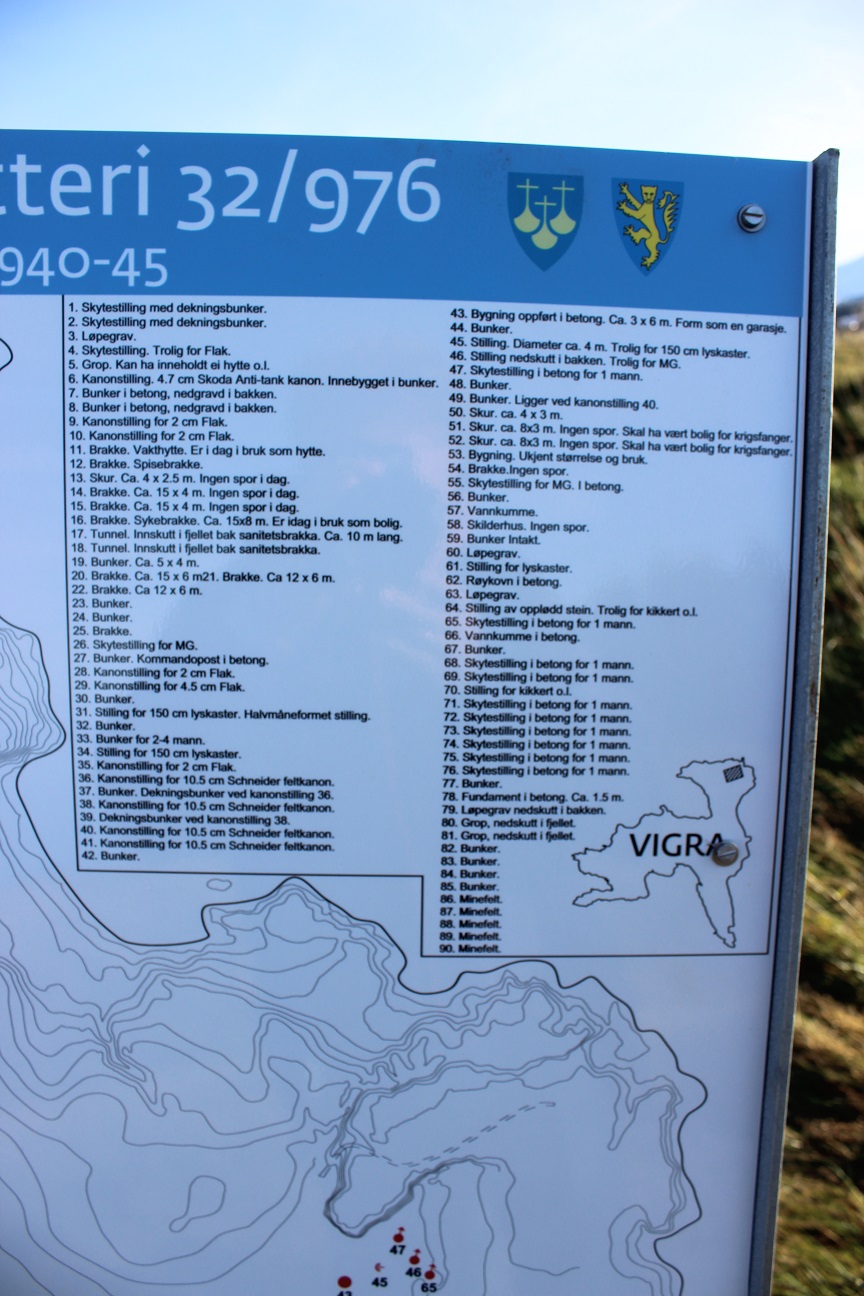 tteri 32/976
940-45
1. Skytestilling med dekningsbunker.
2. Skytestilling med dekningsbunker.
3. Løpegrav.
4. Skytestilling. Trolig for Flak.
5. Grop. Kan ha inneholdt ei hytte o.l.
6. Kanonstilling. 4.7 cm Skoda Anti-tank kanon. Innebygget i bunker.
7. Bunker i betong, nedgravd i bakken.
8. Bunker i betong, nedgravd i bakken.
9. Kanonstilling for 2 cm Flak.
10. Kanonstilling for 2 cm Flak.
11. Brakke. Vakthytte. Er i dag i bruk som hytte.
12. Brakke. Spisebrakke.
13. Skur. Ca. 4 x 2.5 m. Ingen spor i dag.
14. Brakke. Ca. 15 x 4 m. Ingen spor i dag.
15. Brakke. Ca. 15 x 4 m. Ingen spor i dag.
16. Brakke. Sykebrakke. Ca. 15x8 m. Er idag i bruk som bolig.
17. Tunnel. Innskutt i fjellet bak sanitetsbrakka. Ca. 10 m lang.
18. Tunnel. Innskutt i fjellet bak sanitetsbrakka.
19. Bunker. Ca. 5 x 4 m.
20. Brakke. Ca. 15 x 6 m21. Brakke. Ca 12 x 6 m.
22. Brakke. Ca 12 x 6 m.
23. Bunker.
24. Bunker.
25. Brakke.
26. Skytestilling for MG.
27. Bunker. Kommandopost i betong.
28. Kanonstilling for 2 cm Flak.
29. Kanonstilling for 4.5 cm Flak.
30. Bunker.
31. Stilling for 150 cm lyskaster. Halvmåneformet stilling.
32. Bunker.
33. Bunker for 2-4 mann.
34. Stilling for 150 cm lyskaster.
35. Kanonstilling for 2 cm Flak.
36. Kanonstilling for 10.5 cm Schneider feltkanon.
37. Bunker. Dekningsbunker ved kanonstilling 36.
38. Kanonstilling for 10.5 cm Schneider feltkanon.
39. Dekningsbunker ved kanonstilling 38.
40. Kanonstilling for 10.5 cm Schneider feltkanon.
41. Kanonstilling for 10.5 cm Schneider feltkanon.
42. Bunker.
43. Bygning oppført i betong. Ca. 3 x 6 m. Form som en garasje.
44. Bunker.
45. Stilling. Diameter ca. 4 m. Trolig for 150 cm lyskaster.
46. Stilling nedskutt i bakken. Trolig for MG.
47. Skytestilling i betong for 1 mann.
48. Bunker.
49. Bunker. Ligger ved kanonstilling 40.
50. Skur. ca. 4 x 3 m.
51. Skur. ca. 8x3 m. Ingen spor. Skal ha vært bolig for krigsfanger.
52. Skur. ca. 8x3 m. Ingen spor. Skal ha vært bolig for krigsfanger.
53. Bygning. Ukjent størrelse og bruk.
54. Brakke.Ingen spor.
55. Skytestilling for MG. I betong.
56. Bunker.
57. Vannkumme.
58. Skilderhus. Ingen spor.
59. Bunker Intakt.
60. Løpegrav.
61. Stilling for lyskaster.
62. Røykovn i betong.
63. Løpegrav.
64. Stilling av opplødd stein. Trolig for kikkert o.l.
65. Skytestilling i betong for 1 mann.
66. Vannkumme i betong.
67. Bunker.
68. Skytestilling i betong for 1 mann.
69. Skytestilling i betong for 1 mann.
70. Stilling for kikkert o.l.
71. Skytestilling i betong for 1 mann.
72. Skytestilling i betong for 1 mann.
73. Skytestilling i betong for 1 mann.
74. Skytestilling i betong for 1 mann.
75. Skytestilling i betong for 1 mann.
76. Skytestilling i betong for 1 mann.
77. Bunker.
78. Fundament i betong. Ca. 1.5 m.
79. Løpegrav nedskutt i bakken.
80. Grop, nedskutt i fjellet.
81. Grop, nedskutt i fjellet.
82. Bunker.
83. Bunker.
84. Bunker.
85. Bunker.
86. Minefelt.
87. Minefelt.
88. Minefelt.
89. Minefelt.
90. Minefelt.
VIGRA
47
46
45
65
43